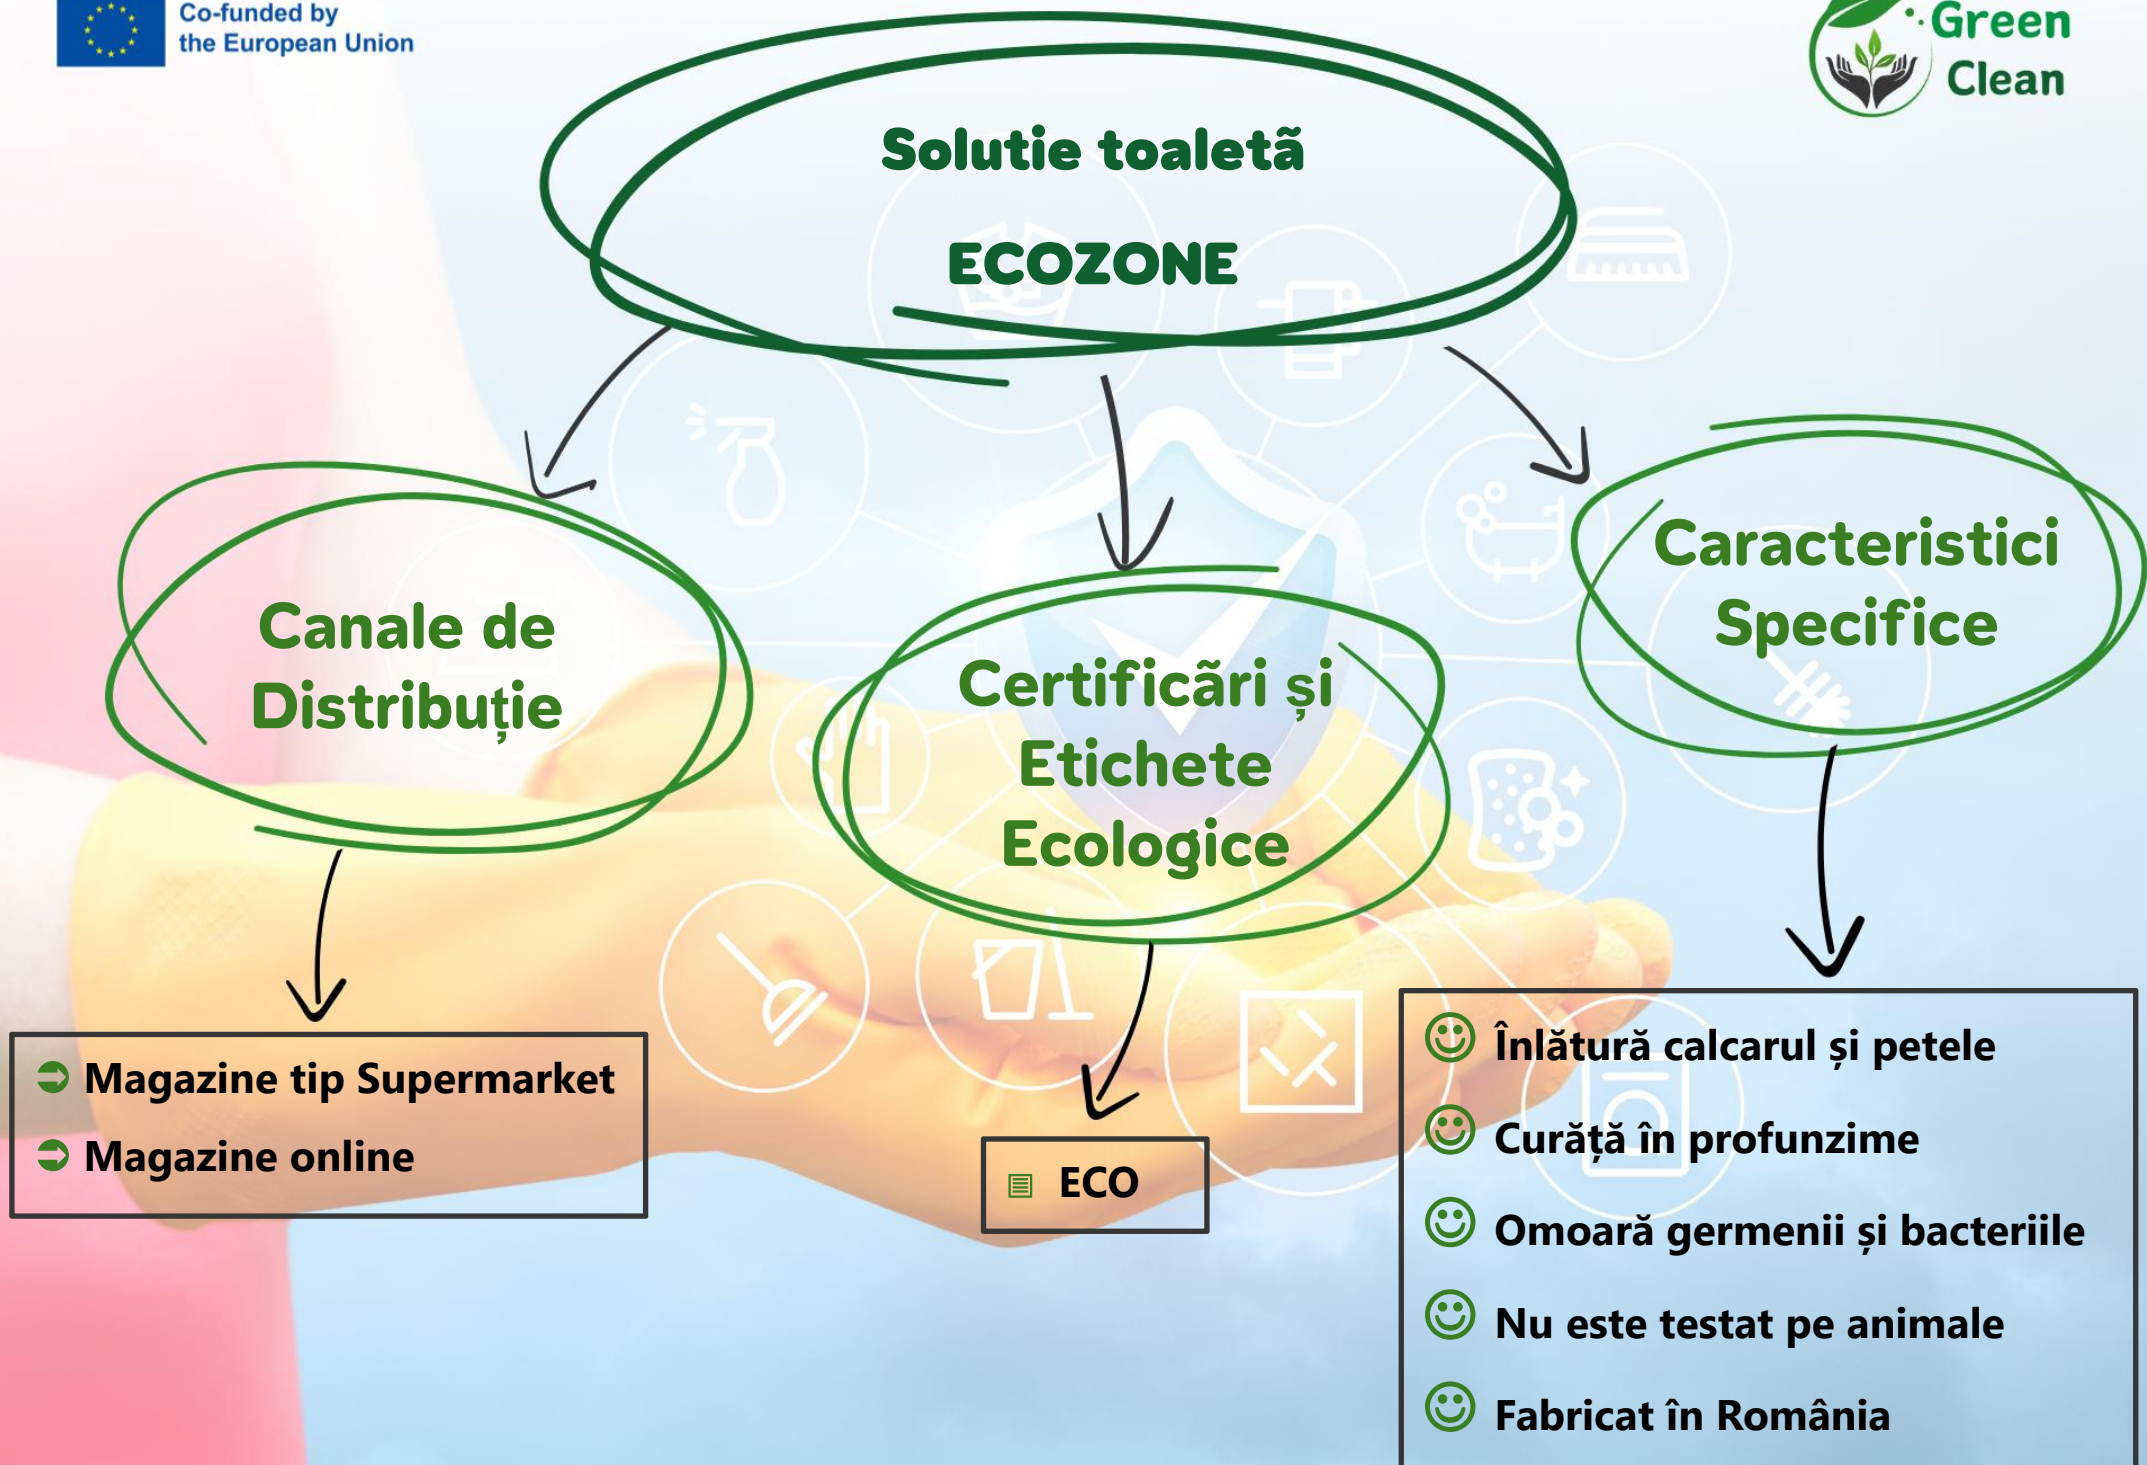 Co-funded by
the European Union
Green
Clean
Solutie toaletã
ECOZONE
Canale de
Distribuție
Certificãri și
Etichete
Ecologice
Caracteristici
Specifice
Magazine tip Supermarket
Magazine online
ECO
Înlătură calcarul și petele
Curăță în profunzime
Omoară germenii și bacteriile
Nu este testat pe animale
Fabricat în România